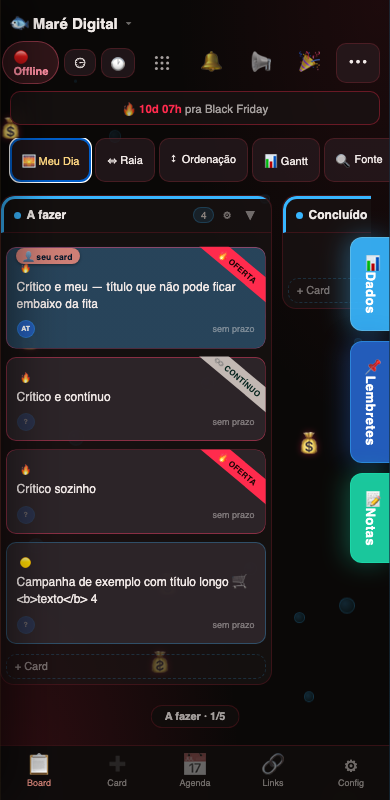 Maré Digital
Offline
10d 07h pra Black Friday
Meu Dia
Raia
Ordenação
Gantt
Fonte
A fazer
4
Concluído
seu card
OFERTA
Crítico e meu — título que não pode ficar
embaixo da fita
AT
sem prazo
CONTÍNUO
Crítico e contínuo
?
sem prazo
OFERTA
Crítico sozinho
?
sem prazo
Campanha de exemplo com título longo
<b>texto</b> 4
?
sem prazo
+ Card
+ Card
Dados
Lembretes
Notas
A fazer · 1/5
Board
Card
17
Agenda
Links
Config